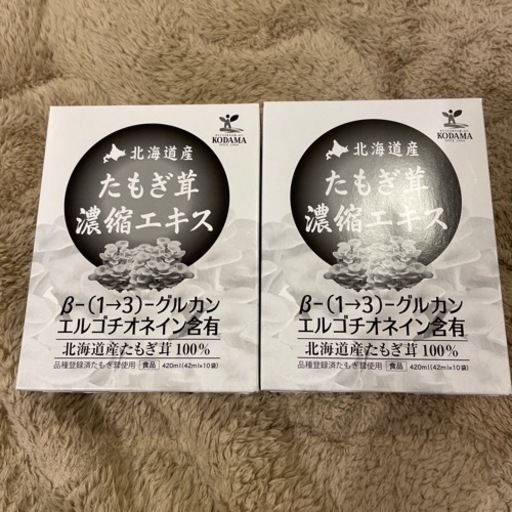 KODAMA
北海道産
たもぎ茸
濃縮エキス
β-(1→3)-グルカン
エルゴチオネイン含有
北海道産たもぎ茸100%
品種登録済たもぎ茸使用 食品 420ml(42ml×10袋)
KODAMA
北海道産
たもぎ茸
濃縮エキス
β-(1→3)-グルカン
エルゴチオネイン含有
北海道産たもぎ茸100%
品種登録済たもぎ茸使用 食品 420ml(42ml×10袋)